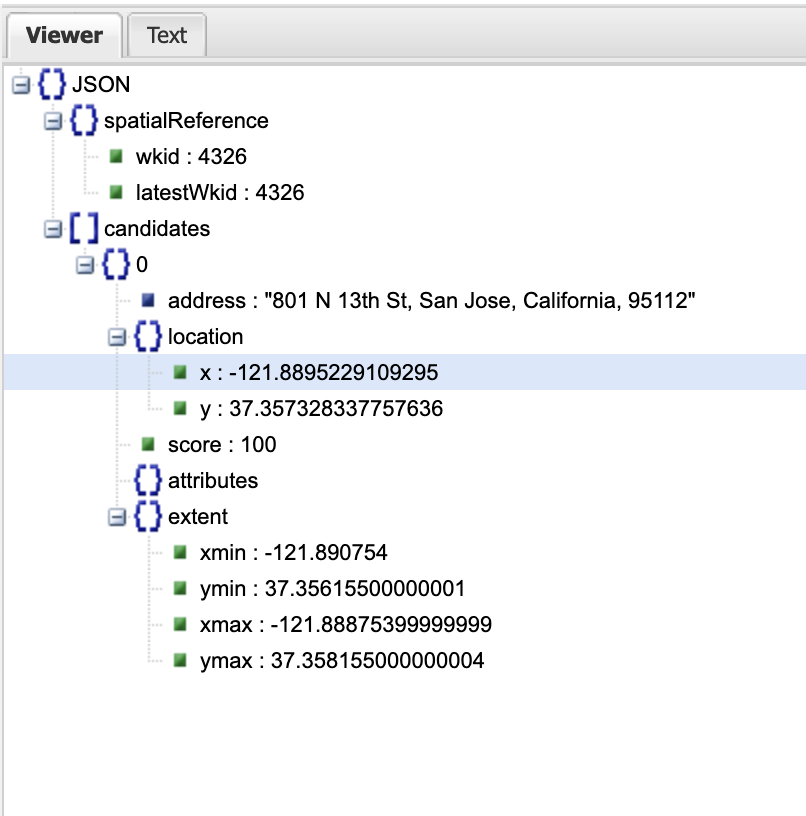 Viewer Text
JSON
spatialReference
wkid : 4326
latestWkid : 4326
candidates
0
address : "801 N 13th St, San Jose, California, 95112"
location
x : -121.8895229109295
y : 37.357328337757636
score : 100
attributes
extent
xmin : -121.890754
ymin : 37.35615500000001
xmax : -121.88875399999999
ymax : 37.358155000000004